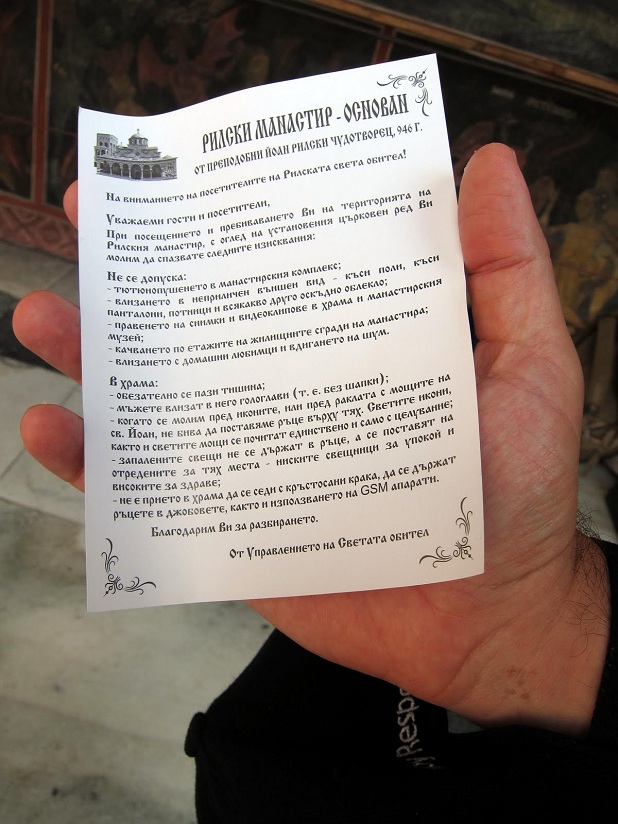 РИЛСКИ МАНАСТИР - ОСНОВАН
ОТ ПРЕПОДОБНИ ЙОАН РИЛСКИ ЧУДОТВОРЕЦ, 946 Г.
На вниманието на посетителите на Рилската света обител!
Уважаеми гости и посетители,
При посещението и пребиваването Ви на територията на
Рилския манастир, с оглед на установения църковен ред Ви
молим да спазвате следните изисквания:
Не се допуска:
- тютюнопушенето в манастирския комплекс;
- влизането в неприличен външен вид - къси поли, къси
панталони, потници и всякакво друго оскъдно облекло;
- правенето на снимки и видеоклипове в храма и манастирския
музей;
- качването по етажите на жилищните сгради на манастира;
- влизането с домашни любимци и вдигането на шум.
В храма:
- обезателно се пази тишина;
- мъжете влизат в него гологлави (т. е. без шапки);
- когато се молим пред иконите, или пред раклата с мощите на
св. Йоан, не бива да поставяме ръце върху тях. Светите икони,
както и светите мощи се почитат единствено и само с целувание;
- запалените свещи не се държат в ръце, а се поставят на
отредените за тях места - ниските свещници за упокой и
високите за здраве;
- не е прието в храма да се седи с кръстосани крака, да се държат
ръцете в джобовете, както и използването на GSM апарати.
Благодарим Ви за разбирането.
От Управлението на Светата обител